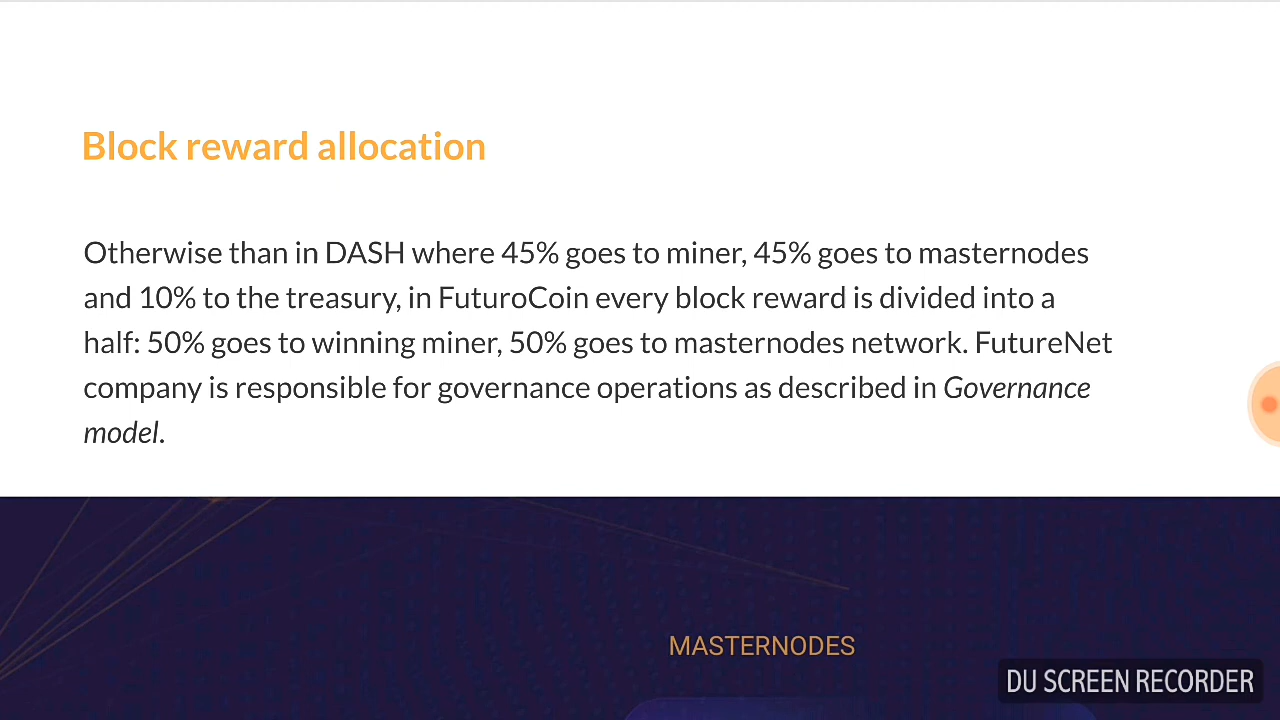 Block reward allocation
Otherwise than in DASH where 45% goes to miner, 45% goes to masternodes
and 10% to the treasury, in FuturoCoin every block reward is divided into a
half: 50% goes to winning miner, 50% goes to masternodes network. FutureNet
company is responsible for governance operations as described in Governance
model.
MASTERNODES
DU SCREEN RECORDER